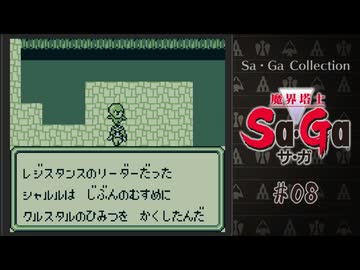 Sa・Ga Collection
魔界塔士
Sa・Ga
サ・ガ
#08
レジスタンスのリーダーだった
シャルルは じぶんのむすめに
クルスタルのひみつを かくしたんだ